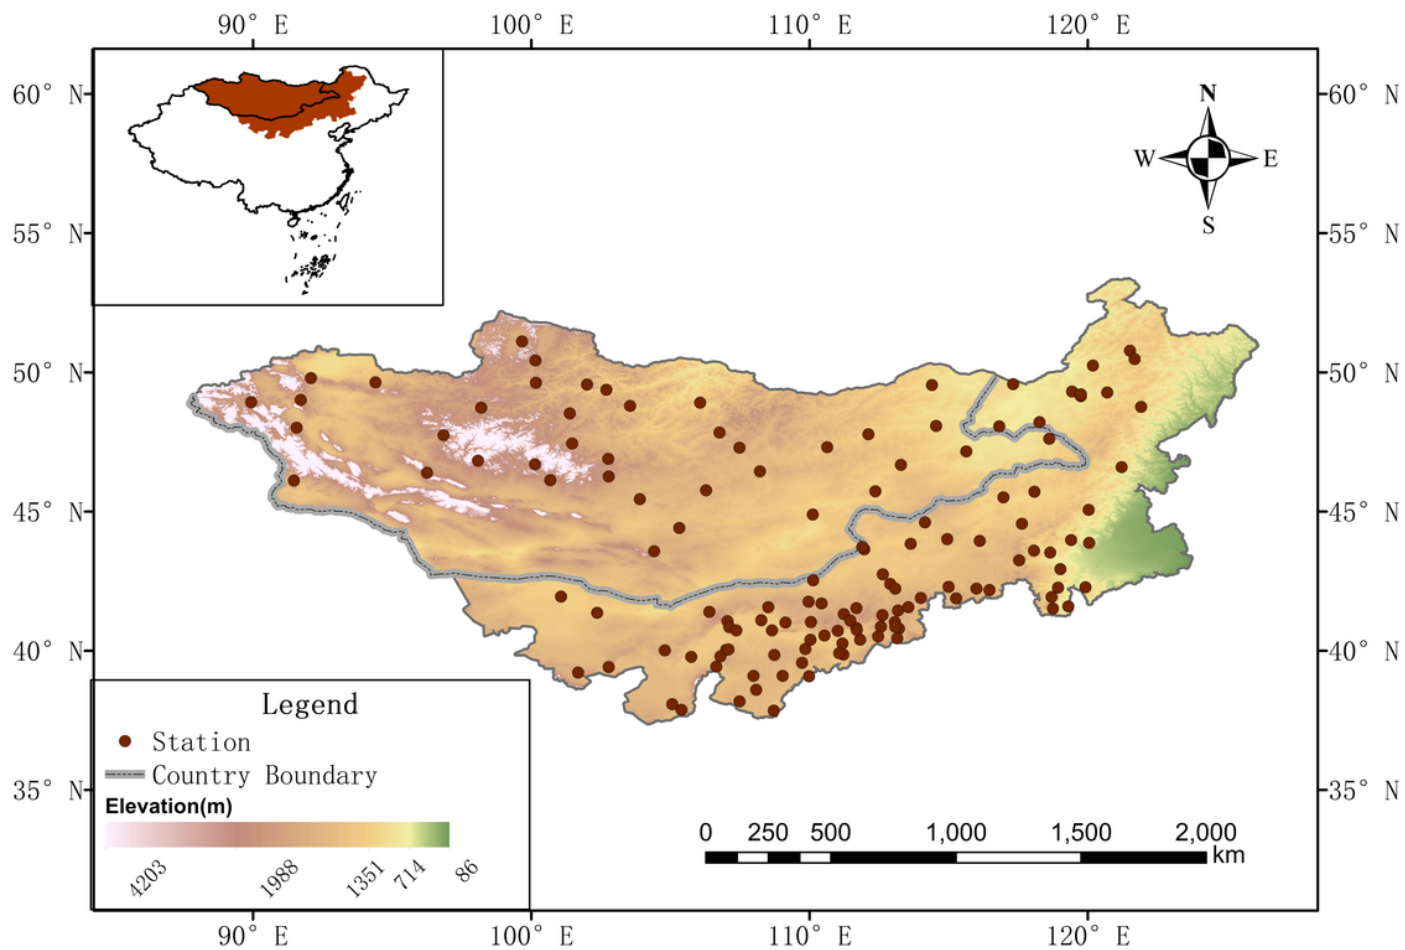 90° E 100° E 110° E 120° E
60° N 60° N
N
W E
S
55° N 55° N
50° N 50° N
45° N 45° N
40° N 40° N
Legend
Station
Country Boundary
35° N 35° N
Elevation(m)
4203 1988 1351 714 86
0 250 500 1,000 1,500 2,000
km
90° E 100° E 110° E 120° E